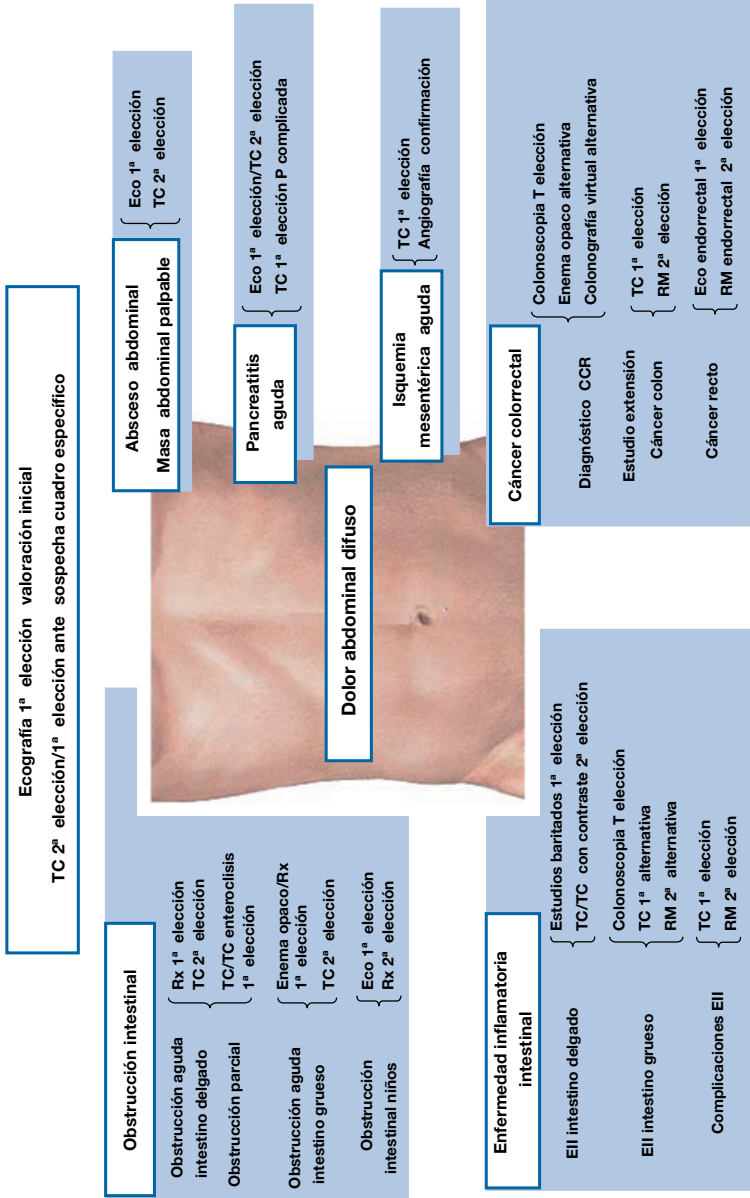 Ecografía 1ª elección valoración inicial
TC 2ª elección/1ª elección ante sospecha cuadro específico
Obstrucción intestinal
Obstrucción aguda
intestino delgado
Rx 1ª elección
TC 2ª elección
Obstrucción parcial
TC/TC enteroclisis
1ª elección
Obstrucción aguda
intestino grueso
Enema opaco/Rx
1ª elección
TC 2ª elección
Obstrucción
intestinal niños
Eco 1ª elección
Rx 2ª elección
Absceso abdominal
Masa abdominal palpable
Eco 1ª elección
TC 2ª elección
Pancreatitis
aguda
Eco 1ª elección/TC 2ª elección
TC 1ª elección P complicada
Dolor abdominal difuso
Isquemia
mesentérica aguda
TC 1ª elección
Angiografía confirmación
Enfermedad inflamatoria
intestinal
EII intestino delgado
Estudios baritados 1ª elección
TC/TC con contraste 2ª elección
EII intestino grueso
Colomoscopia T elección
TC 1ª alternativa
RM 2ª alternativa
Complicaciones EII
TC 1ª elección
RM 2ª elección
Cáncer colorrectal
Diagnóstico CCR
Colonoscopia T elección
Enema opaco alternativa
Colonografía virtual alternativa
Estudio extensión
Cáncer colon
TC 1ª elección
RM 2ª elección
Cáncer recto
Eco endorrectal 1ª elección
RM endorrectal 2ª elección